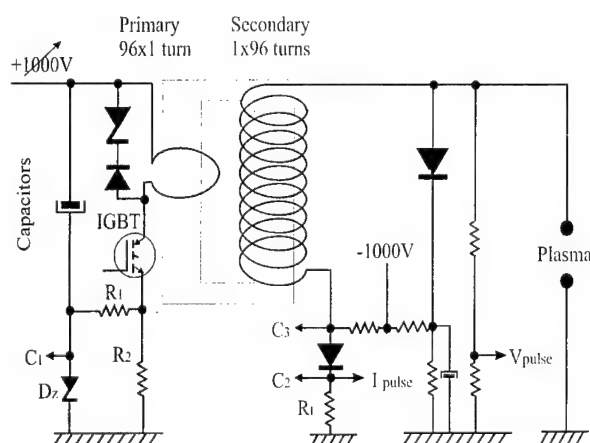 Primary
96x1 turn
Secondary
1x96 turns
+1000V
Capacitors
IGBT
-1000V
Plasma
R1
C1
R2
DZ
C3
C2
I pulse
R1
Vpulse